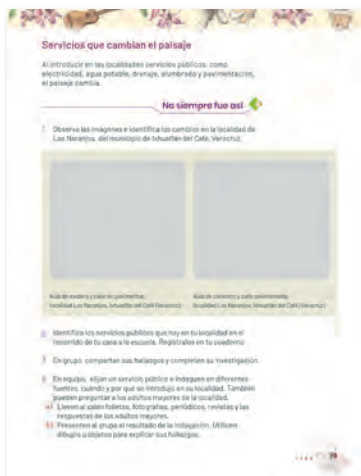 Servicios que cambian el paisaje
Al introducir en las localidades servicios públicos, como
electricidad, agua potable, drenaje, alumbrado y pavimentación,
el paisaje cambia.
No siempre fue así
1. Observa las imágenes e identifica los cambios en la localidad de
Los Naranjos, del municipio de Ixhuatlán del Café, Veracruz.
Aula de madera y calle sin pavimentar,
localidad Los Naranjos, Ixhuatlán del Café (Veracruz).
Aula de concreto y calle pavimentada,
localidad Los Naranjos, Ixhuatlán del Café (Veracruz).
Identifica los servicios públicos que hay en tu localidad en el
recorrido de tu casa a la escuela. Regístralos en tu cuaderno.
En grupo, compartan sus hallazgos y completen su investigación.
En equipo, elijan un servicio público e indaguen en diferentes
fuentes, cuándo y por qué se introdujo en su localidad. También
pueden preguntar a los adultos mayores de la localidad.
a) Lleven al salón folletos, fotografías, periódicos, revistas y las
respuestas de los adultos mayores.
b) Presenten al grupo el resultado de la indagación. Utilicen
dibujos u objetos para explicar sus hallazgos.